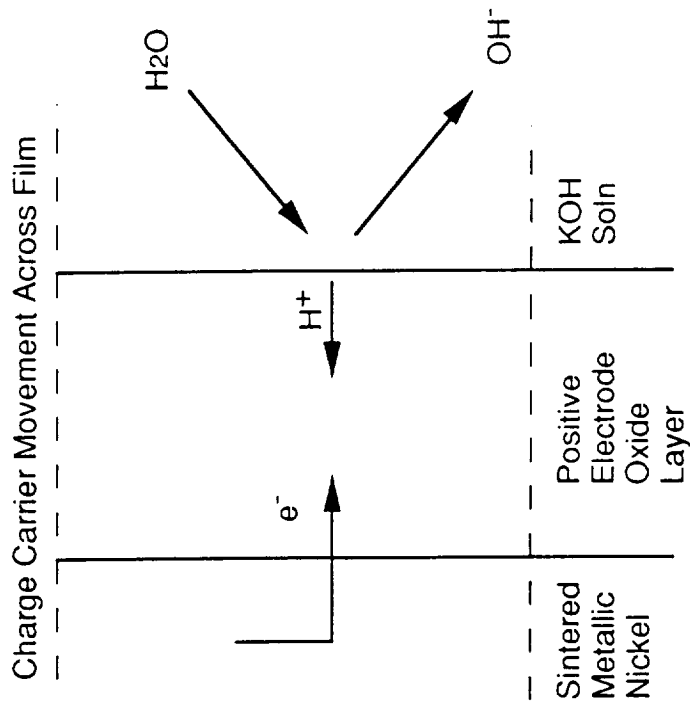 Charge Carrier Movement Across Film
H2O
H+
e-
OH-
Sintered
Metallic
Nickel
Positive
Electrode
Oxide
Layer
KOH
Soln